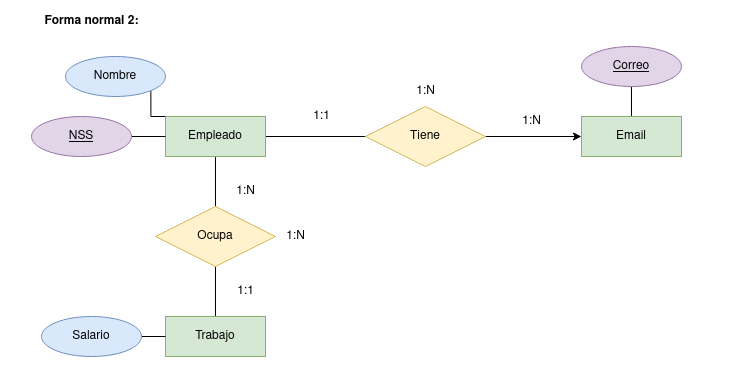 Forma normal 2:
Nombre
Correo
1:N
1:1
1:N
NSS
Empleado
Tiene
Email
1:N
Ocupa
1:N
1:1
Salario
Trabajo